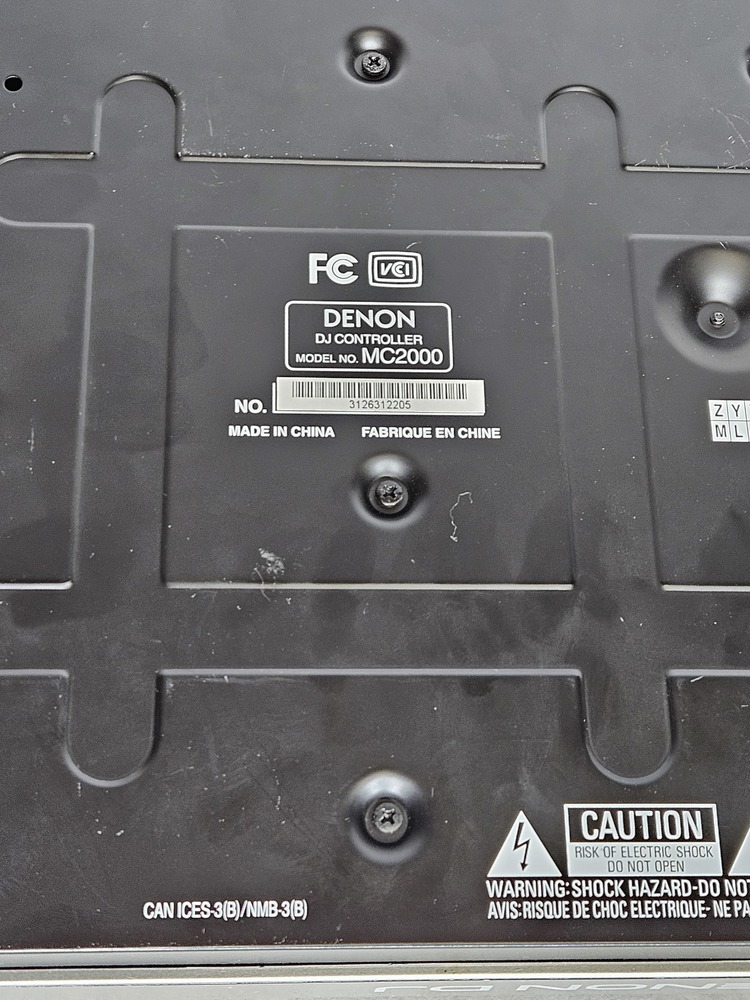 FC VCI
DENON
DJ CONTROLLER
MODEL NO. MC2000
NO. 3126312205
MADE IN CHINA FABRIQUE EN CHINE
Z Y
M L
CAUTION
RISK OF ELECTRIC SHOCK
DO NOT OPEN
WARNING:SHOCK HAZARD-DO NOT
AVIS:RISQUE DE CHOC ELECTRIQUE- NE PA
CAN ICES-3(B)/NMB-3(B)